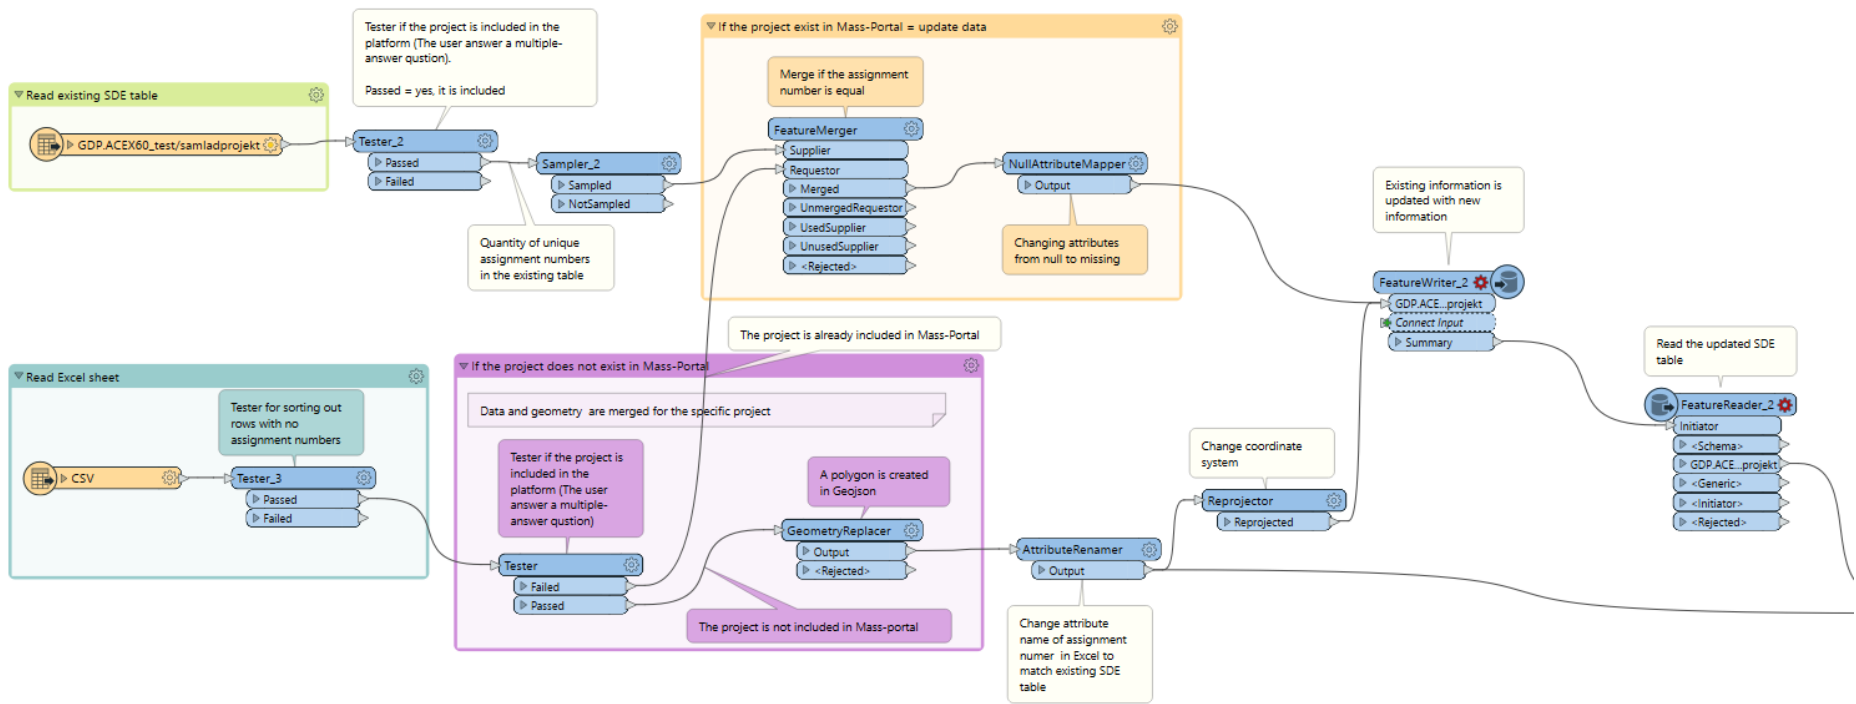 Read existing SDE table
GDP.ACEX60_test/samladprojekt
Tester if the project is included in the
platform (The user answer a multiple-
answer qustion).
Passed = yes, it is included
Tester_2
Passed
Failed
Sampler_2
Sampled
NotSampled
Quantity of unique
assignment numbers
in the existing table
If the project exist in Mass-Portal = update data
Merge if the assignment
number is equal
FeatureMerger
Supplier
Requestor
Merged
UnmergedRequestor
UsedSupplier
UnusedSupplier
<Rejected>
NullAttributeMapper
Output
Changing attributes
from null to missing
Existing information is
updated with new
information
FeatureWriter_2
GDP.ACE...projekt
Connect Input
Summary
Read the updated SDE
table
FeatureReader_2
Initiator
<Schema>
GDP.ACE...projekt
<Generic>
<Initiator>
<Rejected>
Read Excel sheet
Tester for sorting out
rows with no
assignment numbers
CSV
Tester_3
Passed
Failed
The project is already included in Mass-Portal
If the project does not exist in Mass-Portal
Data and geometry  are merged for the specific project
Tester if the project is
included in the
platform (The user
answer a multiple-
answer qustion)
Tester
Failed
Passed
A polygon is created
in Geojson
GeometryReplacer
Output
<Rejected>
The project is not included in Mass-portal
AttributeRenamer
Output
Change attribute
name of assignment
numer  in Excel to
match existing SDE
table
Change coordinate
system
Reprojector
Reprojected